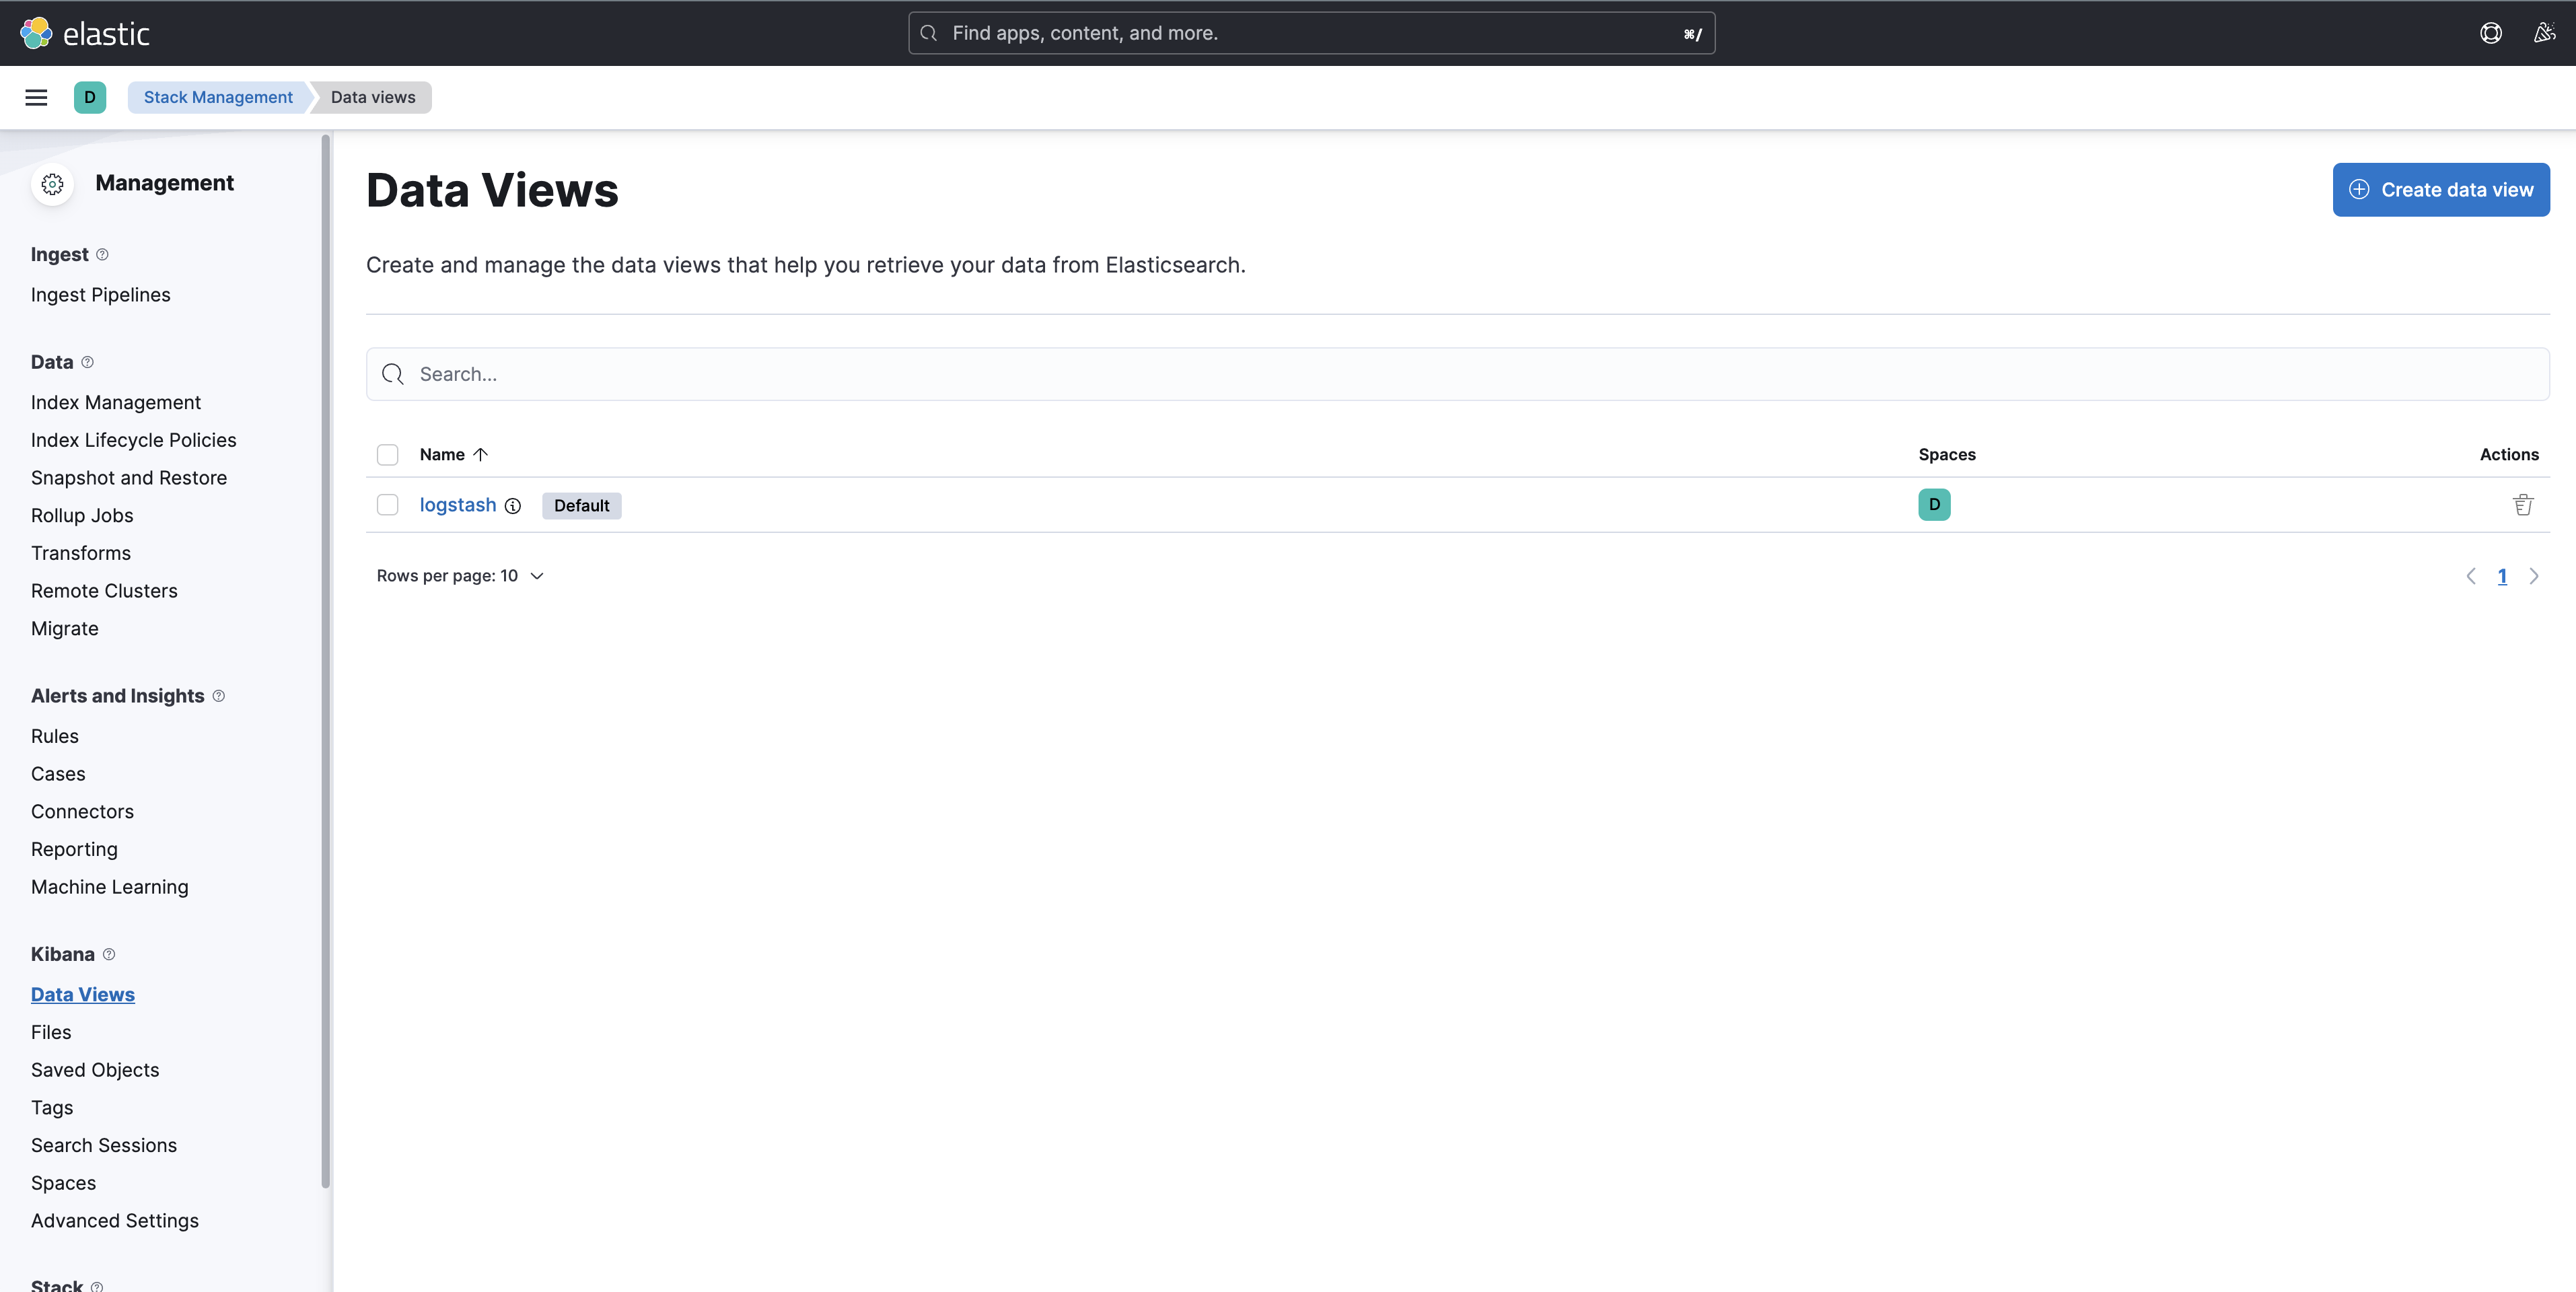 elastic
Find apps, content, and more.
⌘/
D
Stack Management
Data views
Management
Ingest
Ingest Pipelines
Data
Index Management
Index Lifecycle Policies
Snapshot and Restore
Rollup Jobs
Transforms
Remote Clusters
Migrate
Alerts and Insights
Rules
Cases
Connectors
Reporting
Machine Learning
Kibana
Data Views
Files
Saved Objects
Tags
Search Sessions
Spaces
Advanced Settings
Stack
Data Views
Create data view
Create and manage the data views that help you retrieve your data from Elasticsearch.
Search...
Name Spaces Actions
logstash Default D
Rows per page: 10
1